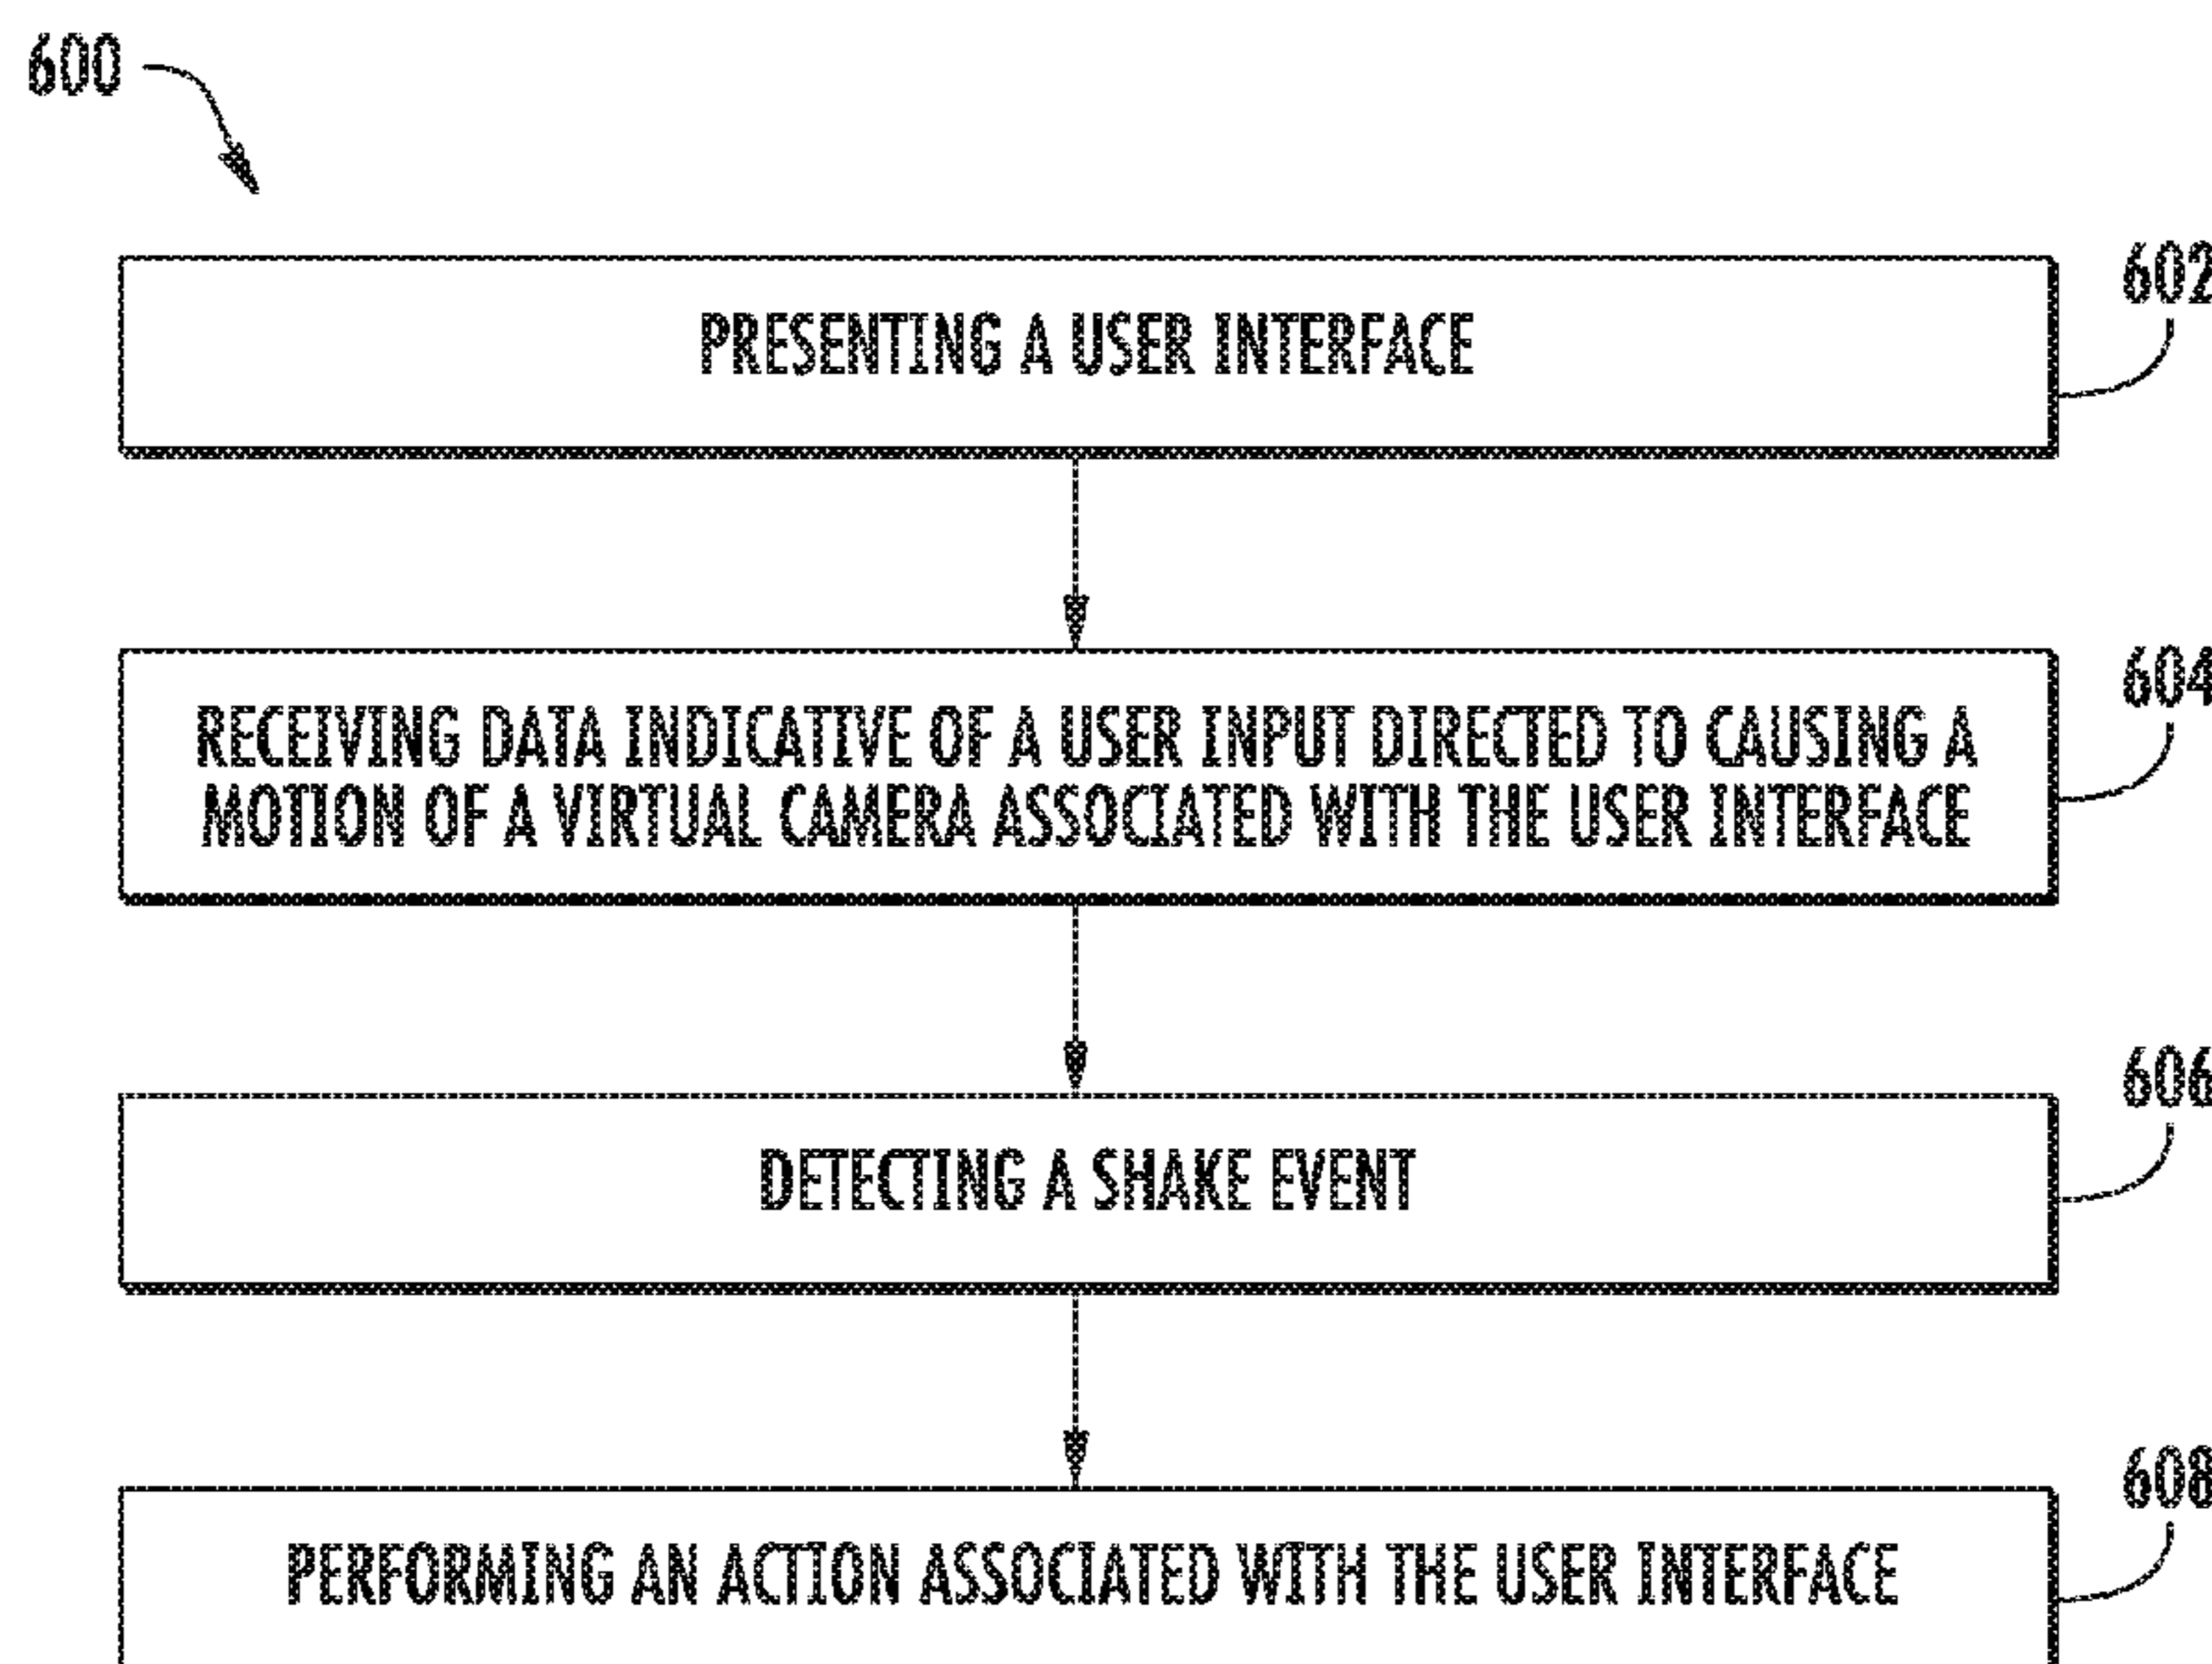 600
602
PRESENTING A USER INTERFACE
604
RECEIVING DATA INDICATIVE OF A USER INPUT DIRECTED TO CAUSING A
MOTION OF A VIRTUAL CAMERA ASSOCIATED WITH THE USER INTERFACE
606
DETECTING A SHAKE EVENT
608
PERFORMING AN ACTION ASSOCIATED WITH THE USER INTERFACE